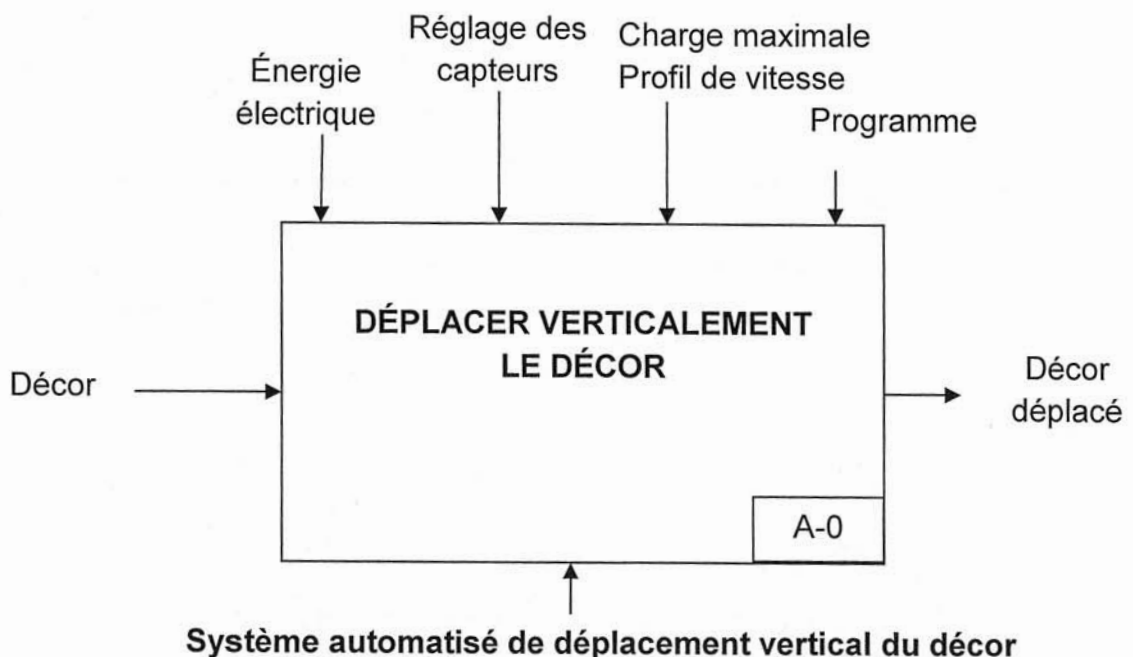 Énergie
électrique
Réglage des
capteurs
Charge maximale
Profil de vitesse
Programme
DÉPLACER VERTICALEMENT
LE DÉCOR
Décor
Décor
déplacé
A-0
Système automatisé de déplacement vertical du décor